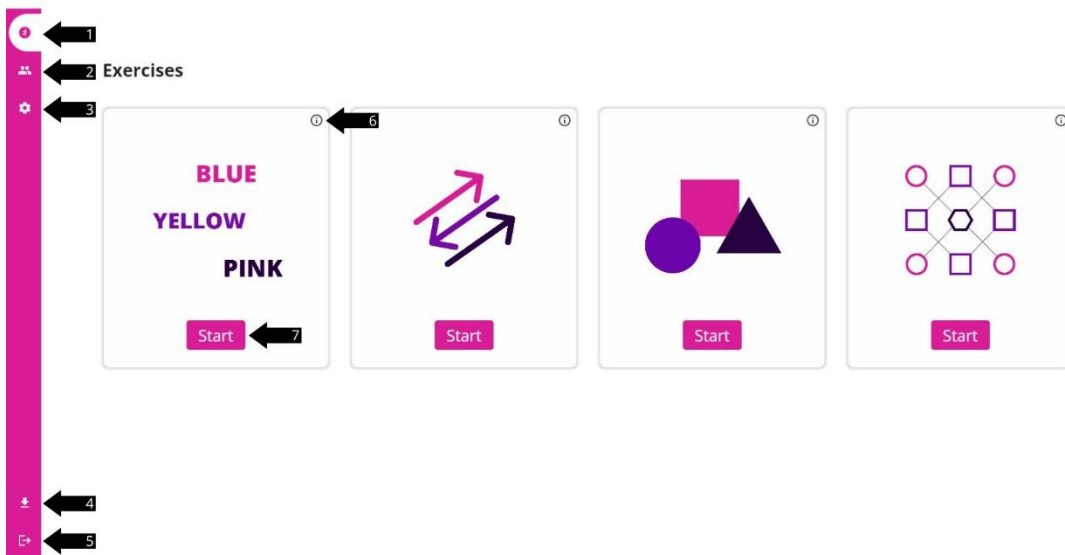 1
2 Exercises
3
6
BLUE
YELLOW
PINK
Start 7 Start Start Start
4
5